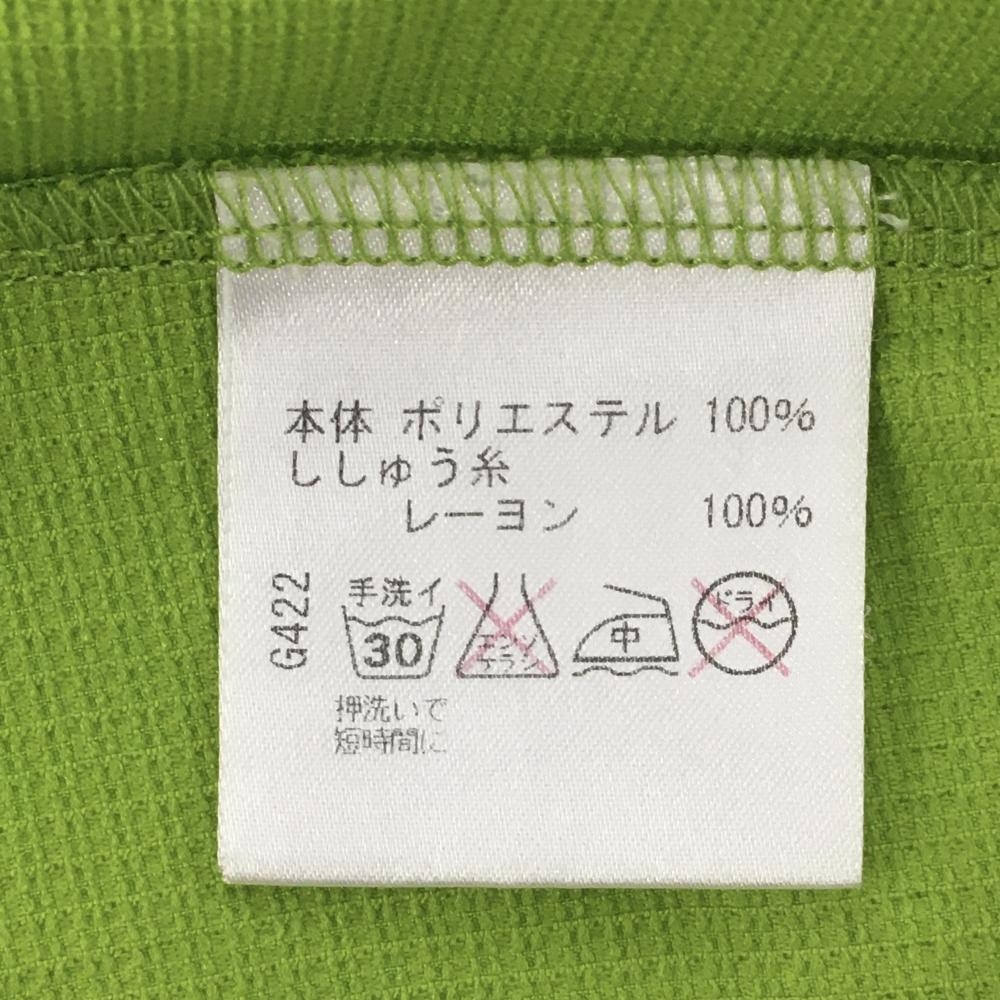 本体 ポリエステル 100%
ししゅう糸
レーヨン 100%
G422
手洗イ
30
エンソ
サラシ
中
ドライ
押洗いで
短時間に